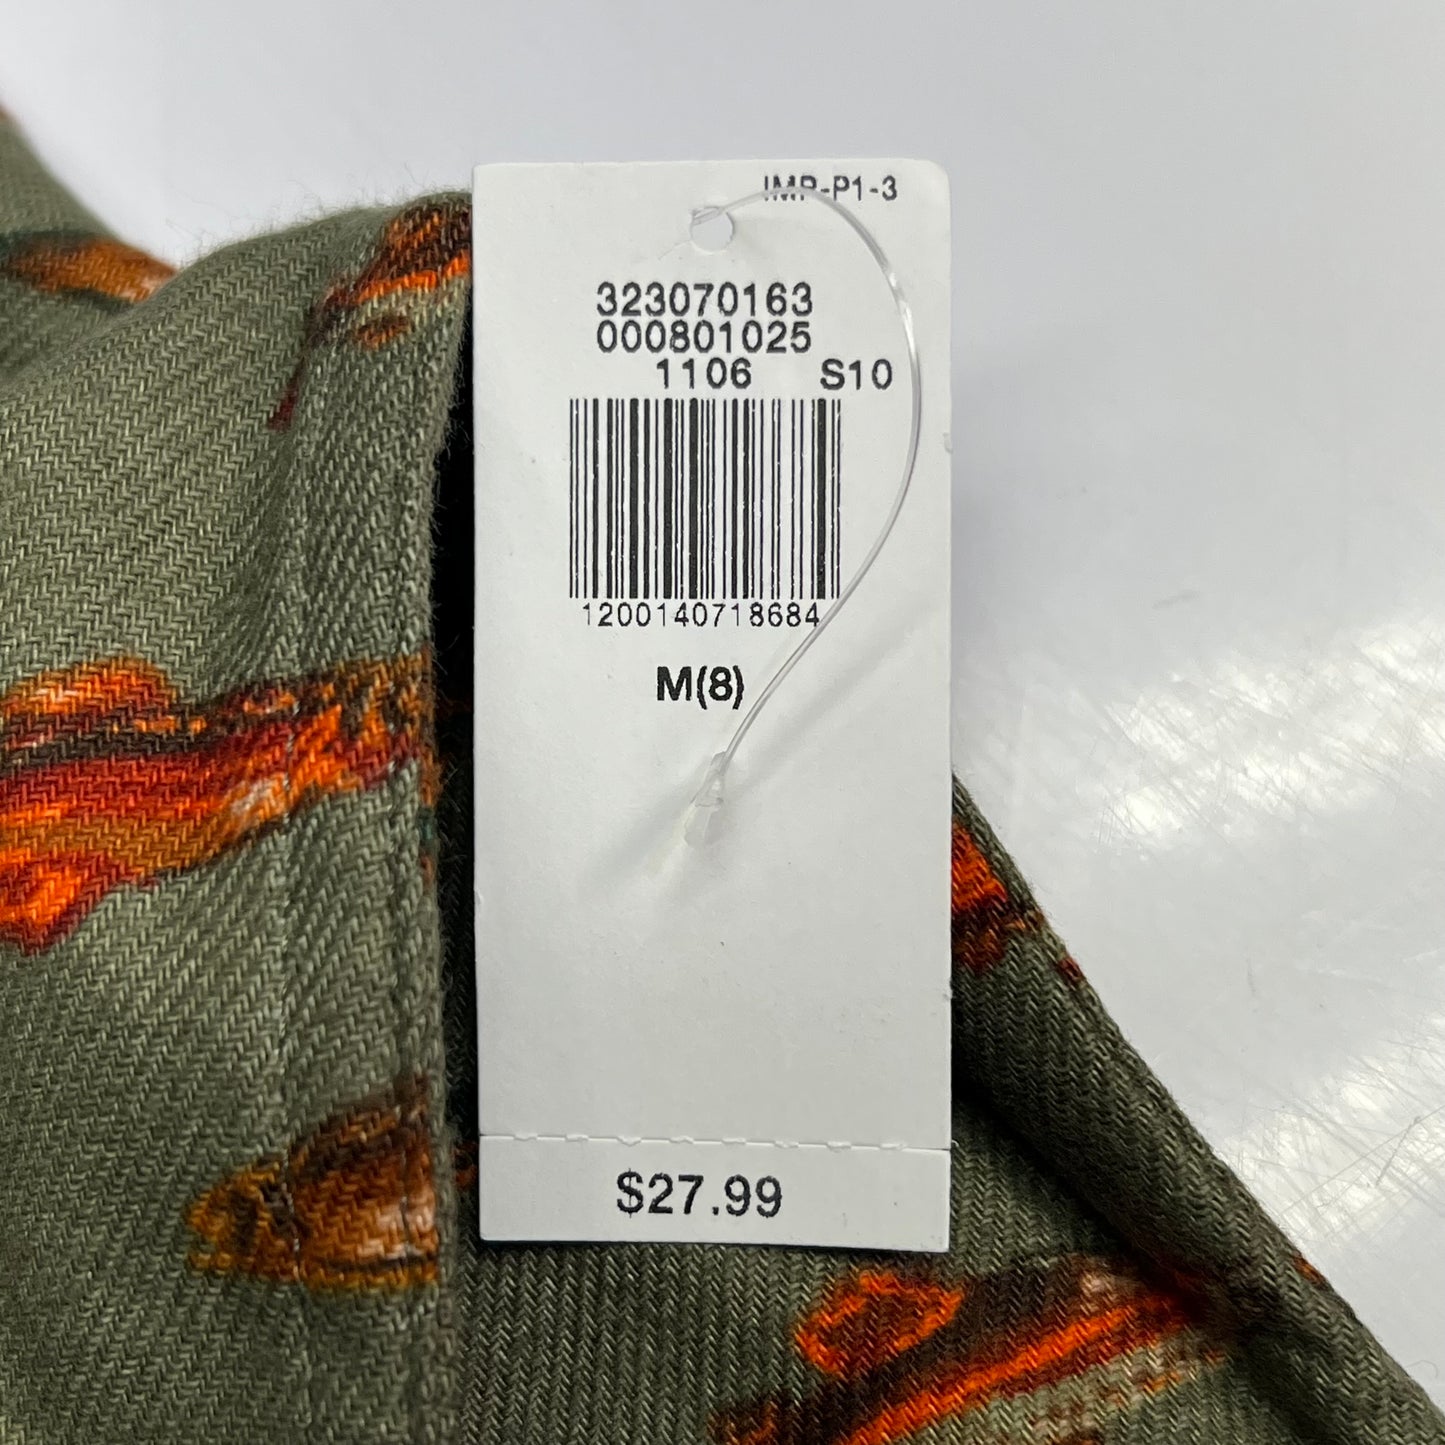 IMP-P1-3
323070163
000801025
1106 S10
1200140718684
M(8)
$27.99